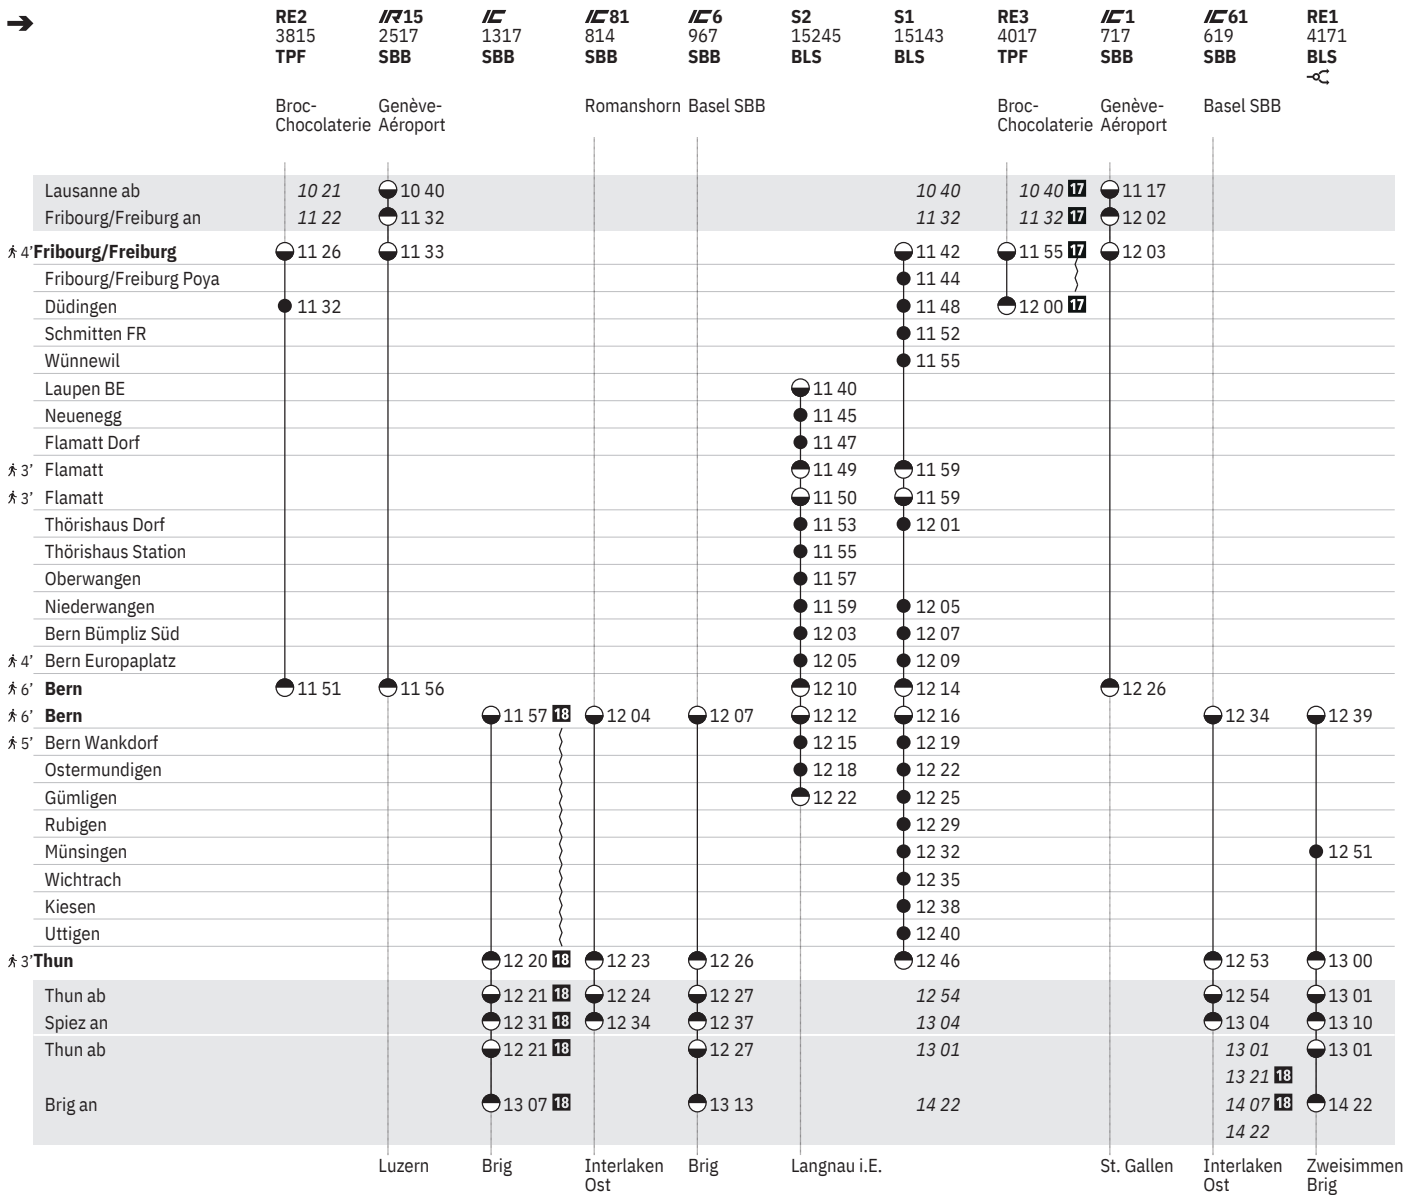 RE2 IR15 IC IC81 IC6 S2 S1 RE3 IC1 IC61 RE1
3815 2517 1317 814 967 15245 15143 4017 717 619 4171
TPF SBB SBB SBB SBB BLS BLS TPF SBB SBB BLS
Broc- Genève- Romanshorn Basel SBB Broc- Genève- Basel SBB
Chocolaterie Aéroport Chocolaterie Aéroport
Lausanne ab 10 21 10 40 10 40 10 40 17 11 17
Fribourg/Freiburg an 11 22 11 32 11 32 11 32 17 12 02
4' Fribourg/Freiburg 11 26 11 33 11 42 11 55 17 12 03
Fribourg/Freiburg Poya 11 44
Düdingen 11 32 11 48 12 00 17
Schmitten FR 11 52
Wünnewil 11 55
Laupen BE 11 40
Neuenegg 11 45
Flamatt Dorf 11 47
3' Flamatt 11 49 11 59
3' Flamatt 11 50 11 59
Thörishaus Dorf 11 53 12 01
Thörishaus Station 11 55
Oberwangen 11 57
Niederwangen 11 59 12 05
Bern Bümpliz Süd 12 03 12 07
4' Bern Europaplatz 12 05 12 09
6' Bern 11 51 11 56 12 10 12 14 12 26
6' Bern 11 57 18 12 04 12 07 12 12 12 16 12 34 12 39
5' Bern Wankdorf 12 15 12 19
Ostermundigen 12 18 12 22
Gümligen 12 22 12 25
Rubigen 12 29
Münsingen 12 32 12 51
Wichtrach 12 35
Kiesen 12 38
Uttigen 12 40
3' Thun 12 20 18 12 23 12 26 12 46 12 53 13 00
Thun ab 12 21 18 12 24 12 27 12 54 12 54 13 01
Spiez an 12 31 18 12 34 12 37 13 04 13 04 13 10
Thun ab 12 21 18 12 27 13 01 13 01 13 01
13 21 18
Brig an 13 07 18 13 13 14 22 14 07 18 14 22
14 22
Luzern Brig Interlaken Brig Langnau i.E. St. Gallen Interlaken Zweisimmen
Ost Ost Brig